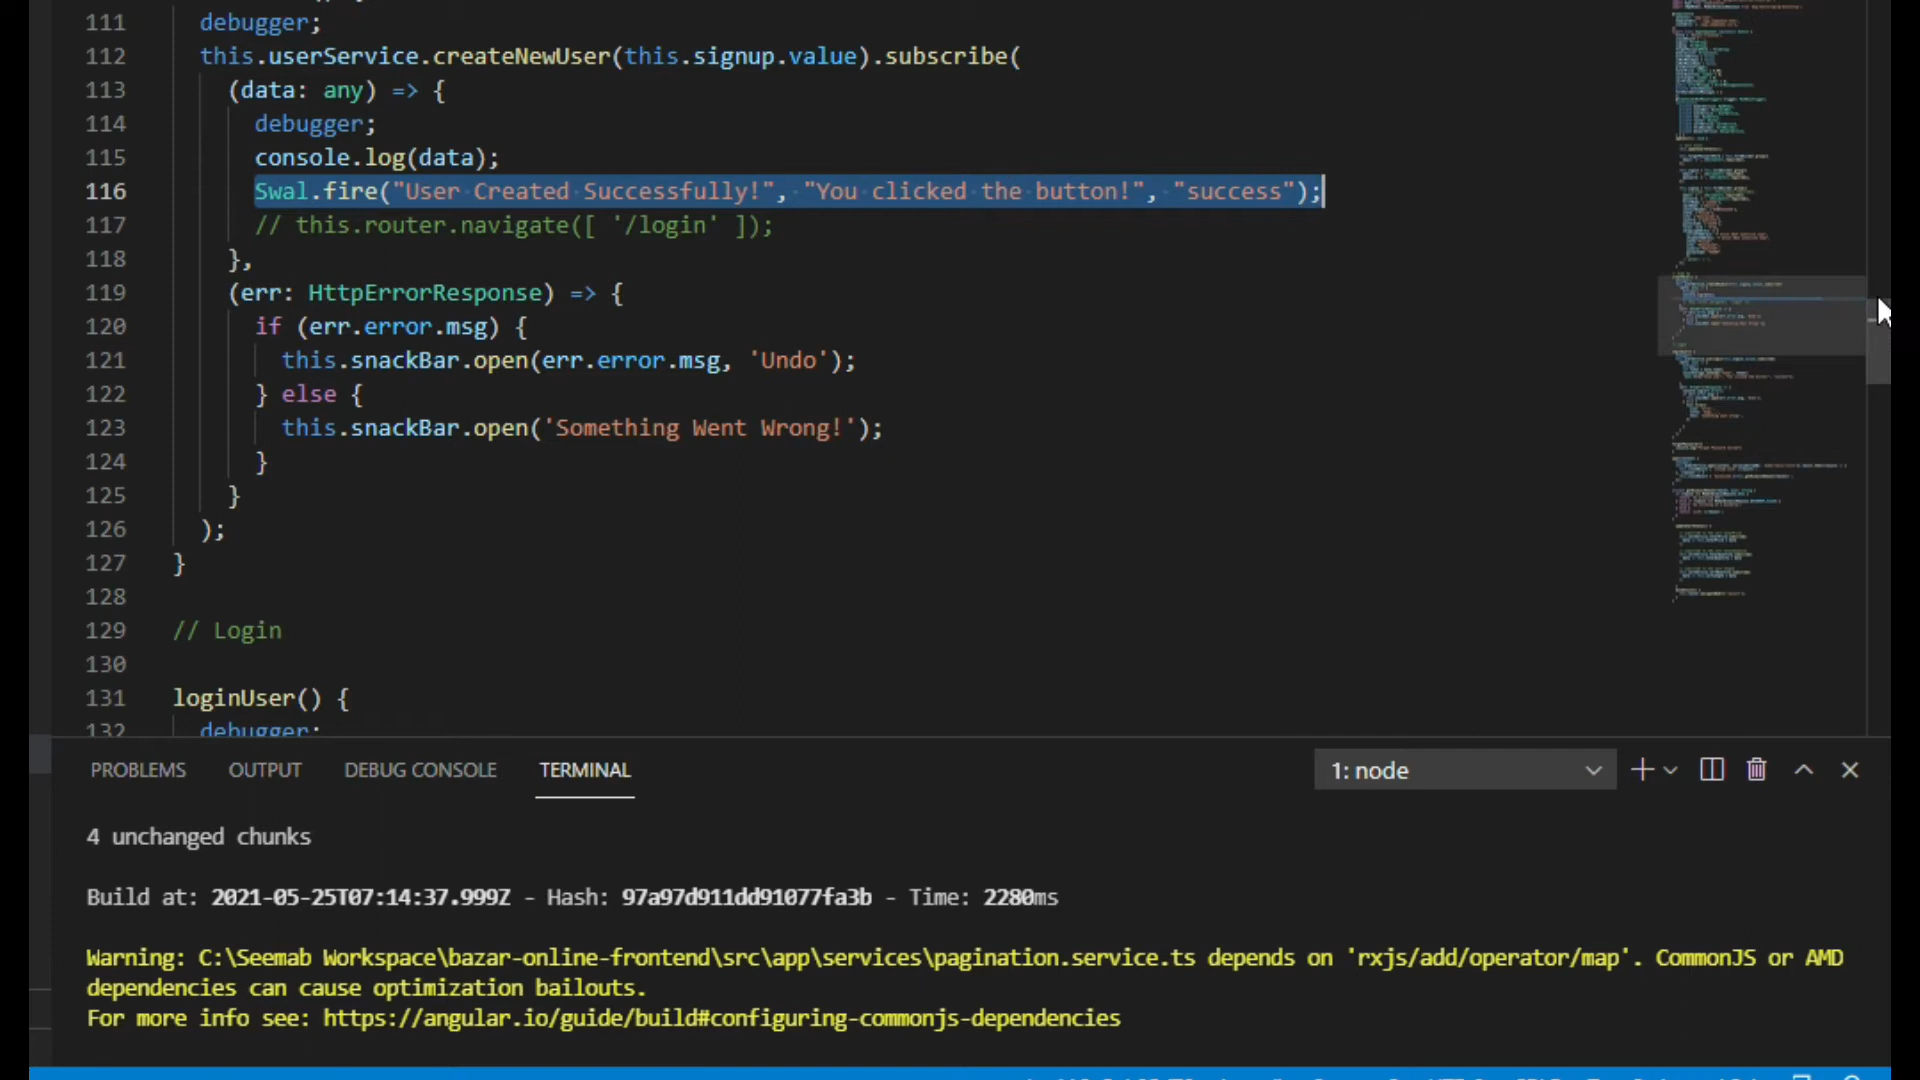 111 debugger;
112 this.userService.createNewUser(this.signup.value).subscribe(
113 (data: any) => {
114 debugger;
115 console.log(data);
116 Swal.fire("User Created Successfully!", "You clicked the button!", "success");
117 // this.router.navigate([ '/login' ]);
118 },
119 (err: HttpErrorResponse) => {
120 if (err.error.msg) {
121 this.snackBar.open(err.error.msg, 'Undo');
122 } else {
123 this.snackBar.open('Something Went Wrong!');
124 }
125 }
126 );
127 }
128
129 // Login
130
131 loginUser() {
132 debugger;
PROBLEMS OUTPUT DEBUG CONSOLE TERMINAL 1: node
4 unchanged chunks
Build at: 2021-05-25T07:14:37.999Z - Hash: 97a97d911dd91077fa3b - Time: 2280ms
Warning: C:\Seemab Workspace\bazar-online-frontend\src\app\services\pagination.service.ts depends on 'rxjs/add/operator/map'. CommonJS or AMD
dependencies can cause optimization bailouts.
For more info see: https://angular.io/guide/build#configuring-commonjs-dependencies